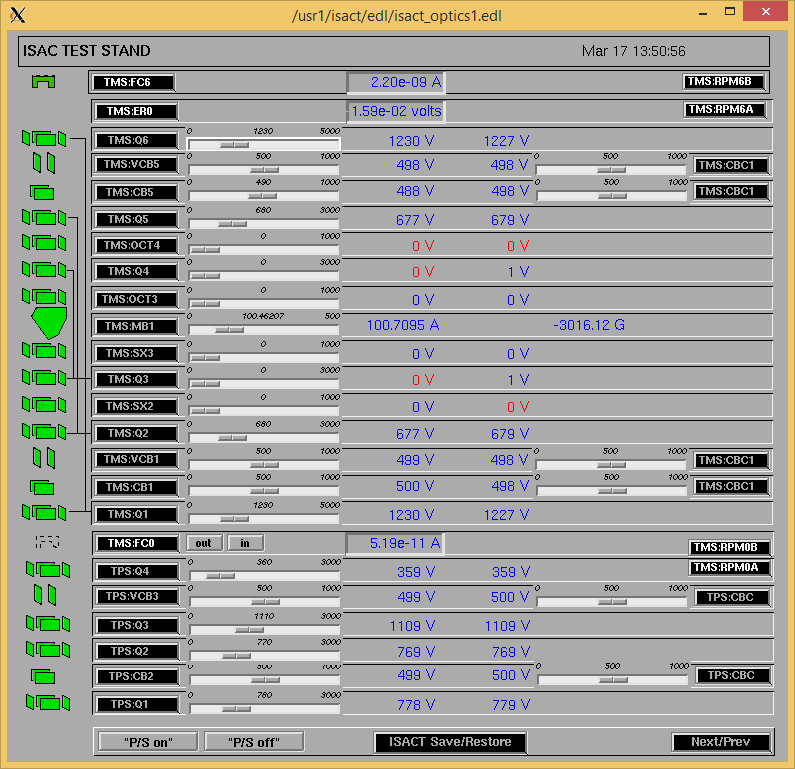 /usr1/isact/edl/isact_optics1.edl
ISAC TEST STAND Mar 17 13:50:56
TMS:FC6 2.20e-09 A TMS:RPM6B
TMS:ER0 1.59e-02 volts TMS:RPM6A
TMS:Q6 0 1230 5000 1230 V 1227 V
TMS:VCB5 0 500 1000 498 V 498 V 0 500 1000 TMS:CBC1
TMS:CB5 0 490 1000 488 V 498 V 0 500 1000 TMS:CBC1
TMS:Q5 0 680 3000 677 V 679 V
TMS:OCT4 0 0 1000 0 V 0 V
TMS:Q4 0 0 3000 0 V 1 V
TMS:OCT3 0 0 1000 0 V 0 V
TMS:MB1 0 100.46207 500 100.7095 A -3016.12 G
TMS:SX3 0 0 1000 0 V 0 V
TMS:Q3 0 0 3000 0 V 1 V
TMS:SX2 0 0 1000 0 V 0 V
TMS:Q2 0 680 3000 677 V 679 V
TMS:VCB1 0 500 1000 499 V 498 V 0 500 1000 TMS:CBC1
TMS:CB1 0 500 1000 500 V 498 V 0 500 1000 TMS:CBC1
TMS:Q1 0 1230 5000 1230 V 1227 V
TMS:FC0 out in 5.19e-11 A TMS:RPM0B
TPS:Q4 0 360 3000 359 V 359 V TMS:RPM0A
TPS:VCB3 0 500 1000 499 V 500 V 0 500 1000 TPS:CBC
TPS:Q3 0 1110 3000 1109 V 1109 V
TPS:Q2 0 770 3000 769 V 769 V
TPS:CB2 0 500 1000 499 V 500 V 0 500 1000 TPS:CBC
TPS:Q1 0 780 3000 778 V 779 V
"P/S on" "P/S off" ISACT Save/Restore Next/Prev